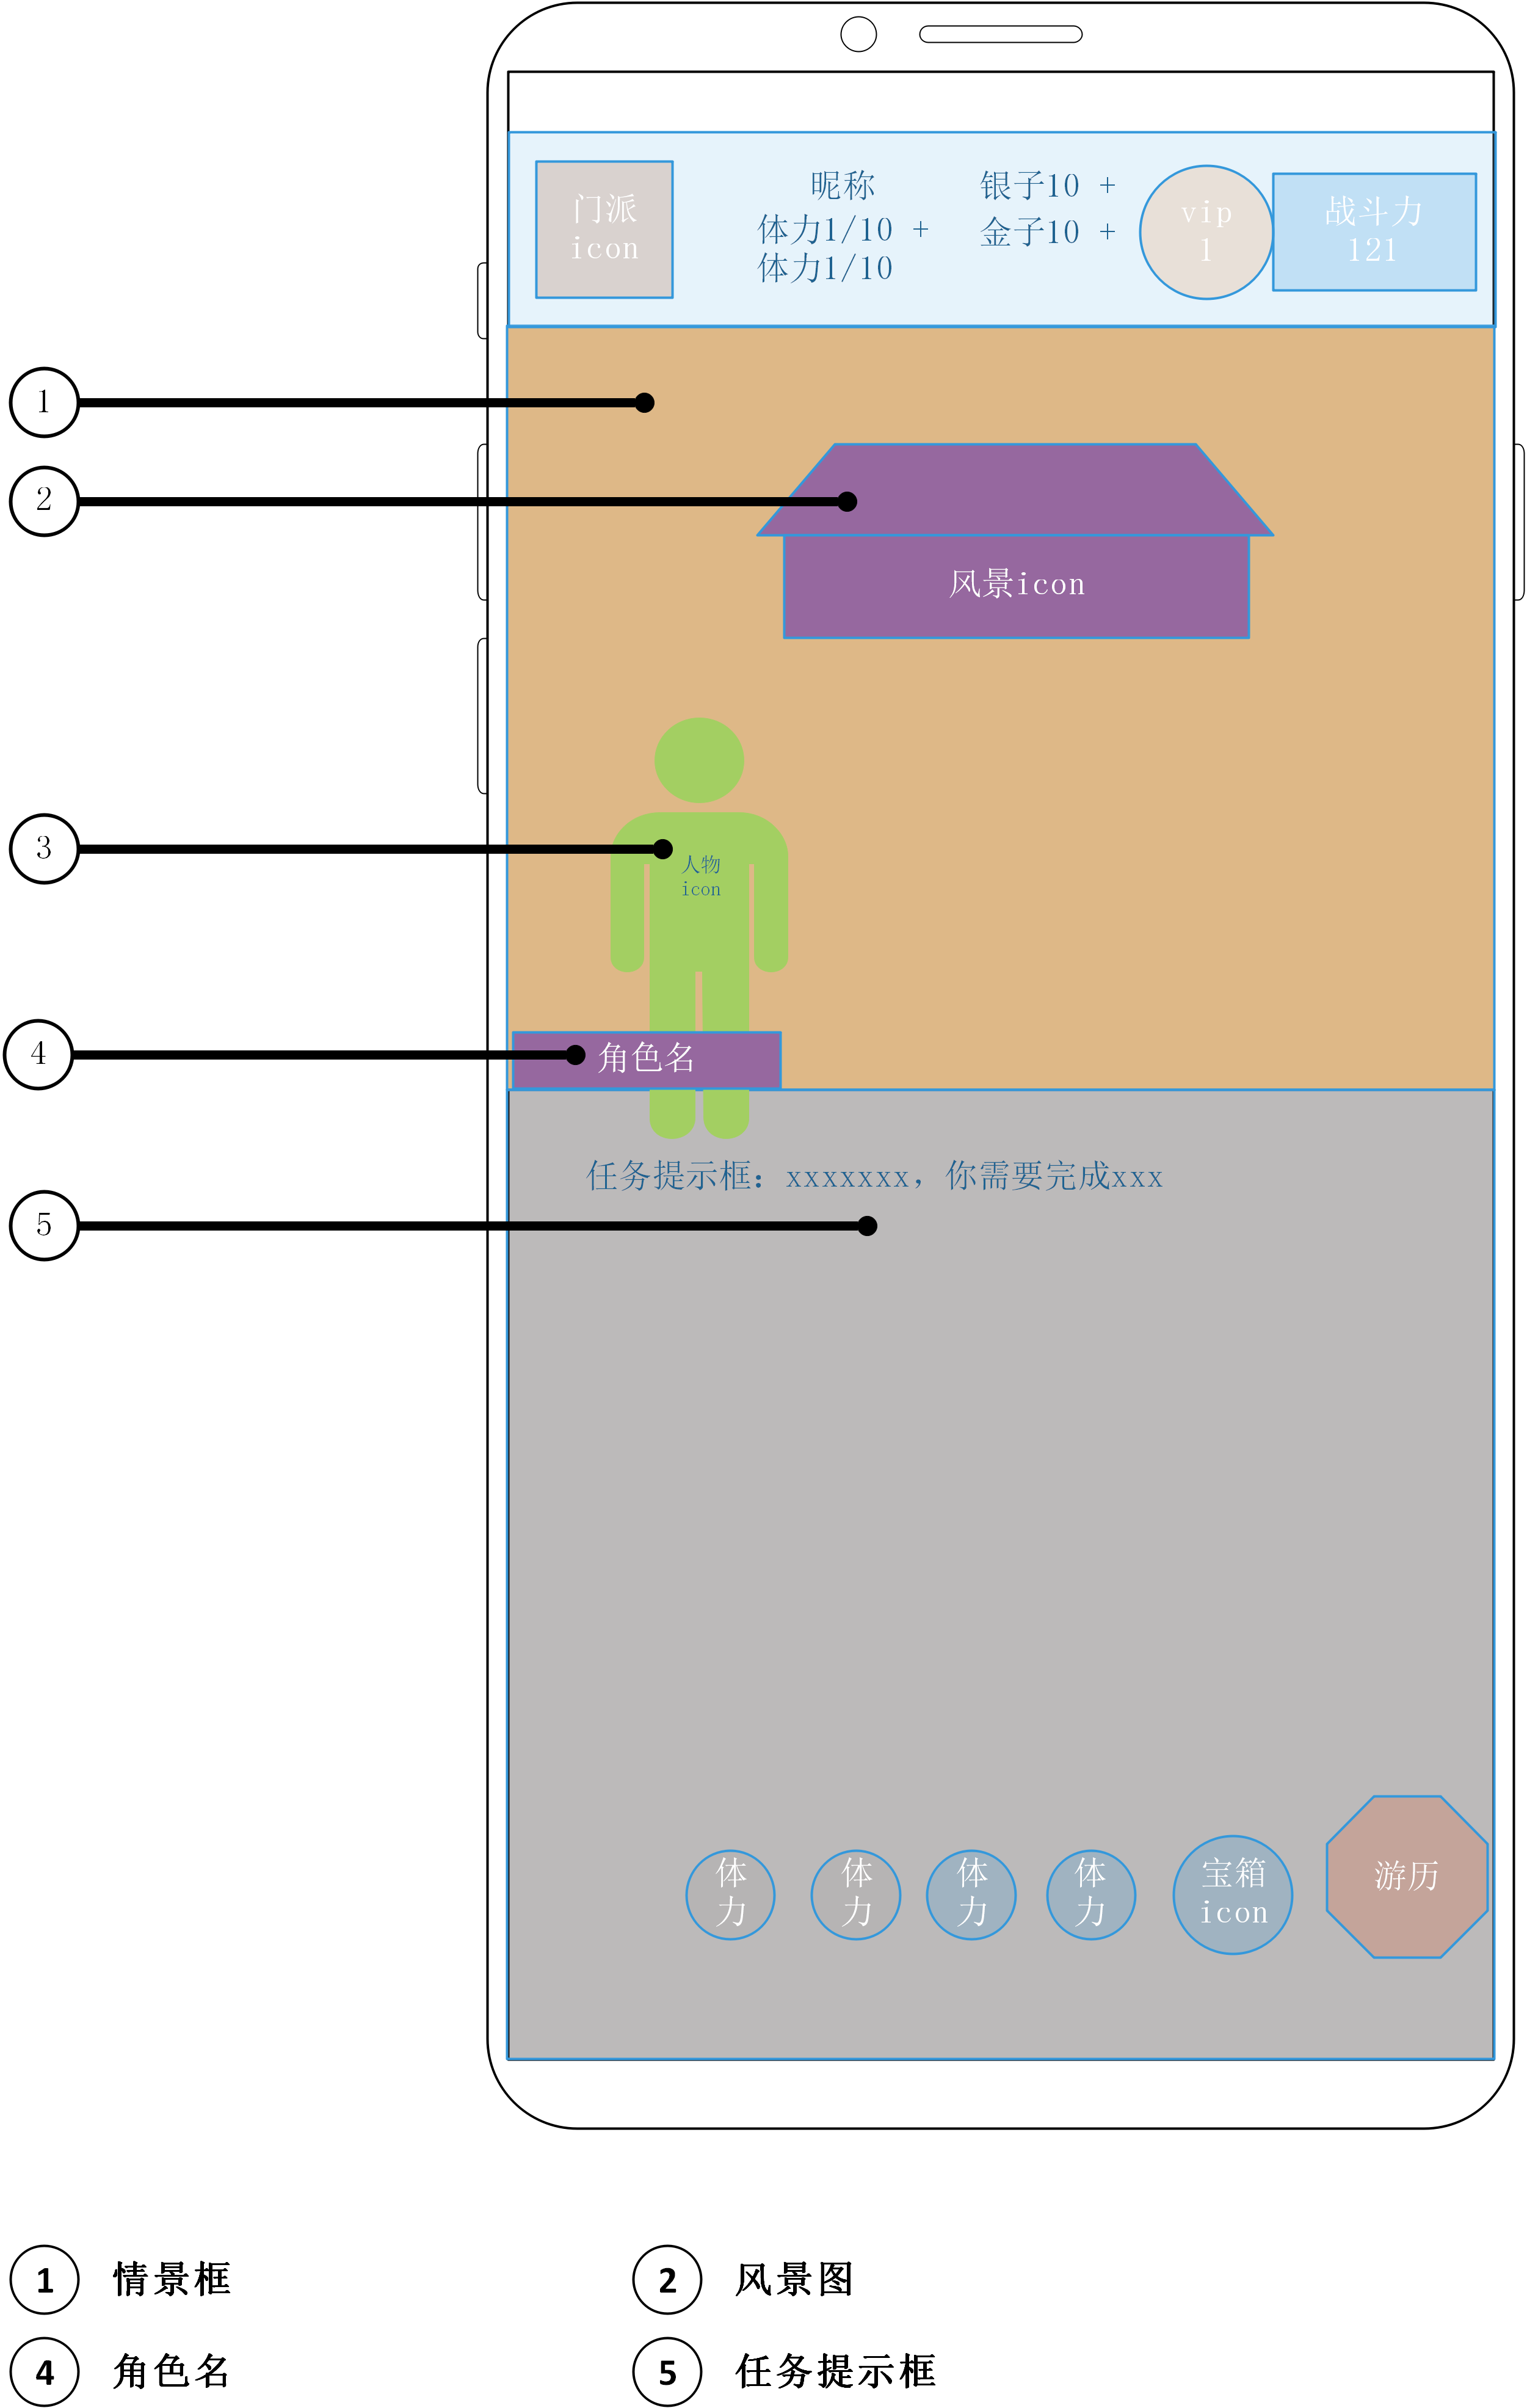 门派
icon
昵称
体力1/10 +
体力1/10
银子10 +
金子10 +
vip
1
战斗力
121
1
2
风景icon
3
人物
icon
4
角色名
任务提示框：xxxxxxx，你需要完成xxx
5
体
力
体
力
体
力
体
力
宝箱
icon
游历
1 情景框
2 风景图
4 角色名
5 任务提示框